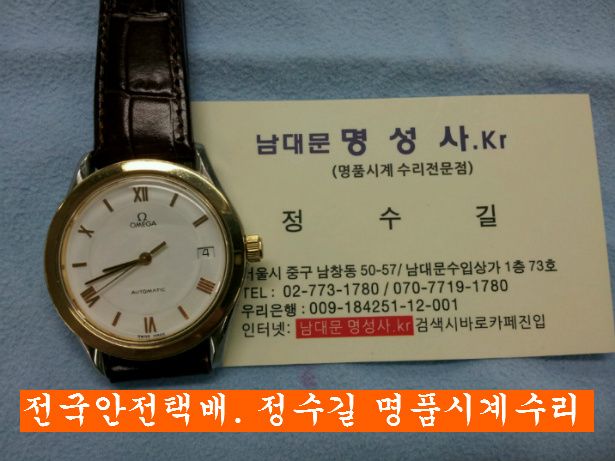 남대문 명 성 사.Kr
(명품시계 수리전문점)
정 수 길
서울시 중구 남창동 50-57/ 남대문수입상가 1층 73호
TEL : 02-773-1780 / 070-7719-1780
우리은행 : 009-184251-12-001
인터넷: 남대문 명성사.kr 검색시바로카페진입
XII
Ω
OMEGA
4
AUTOMATIC
SWISS MADE
전국안전택배. 정수길 명품시계수리